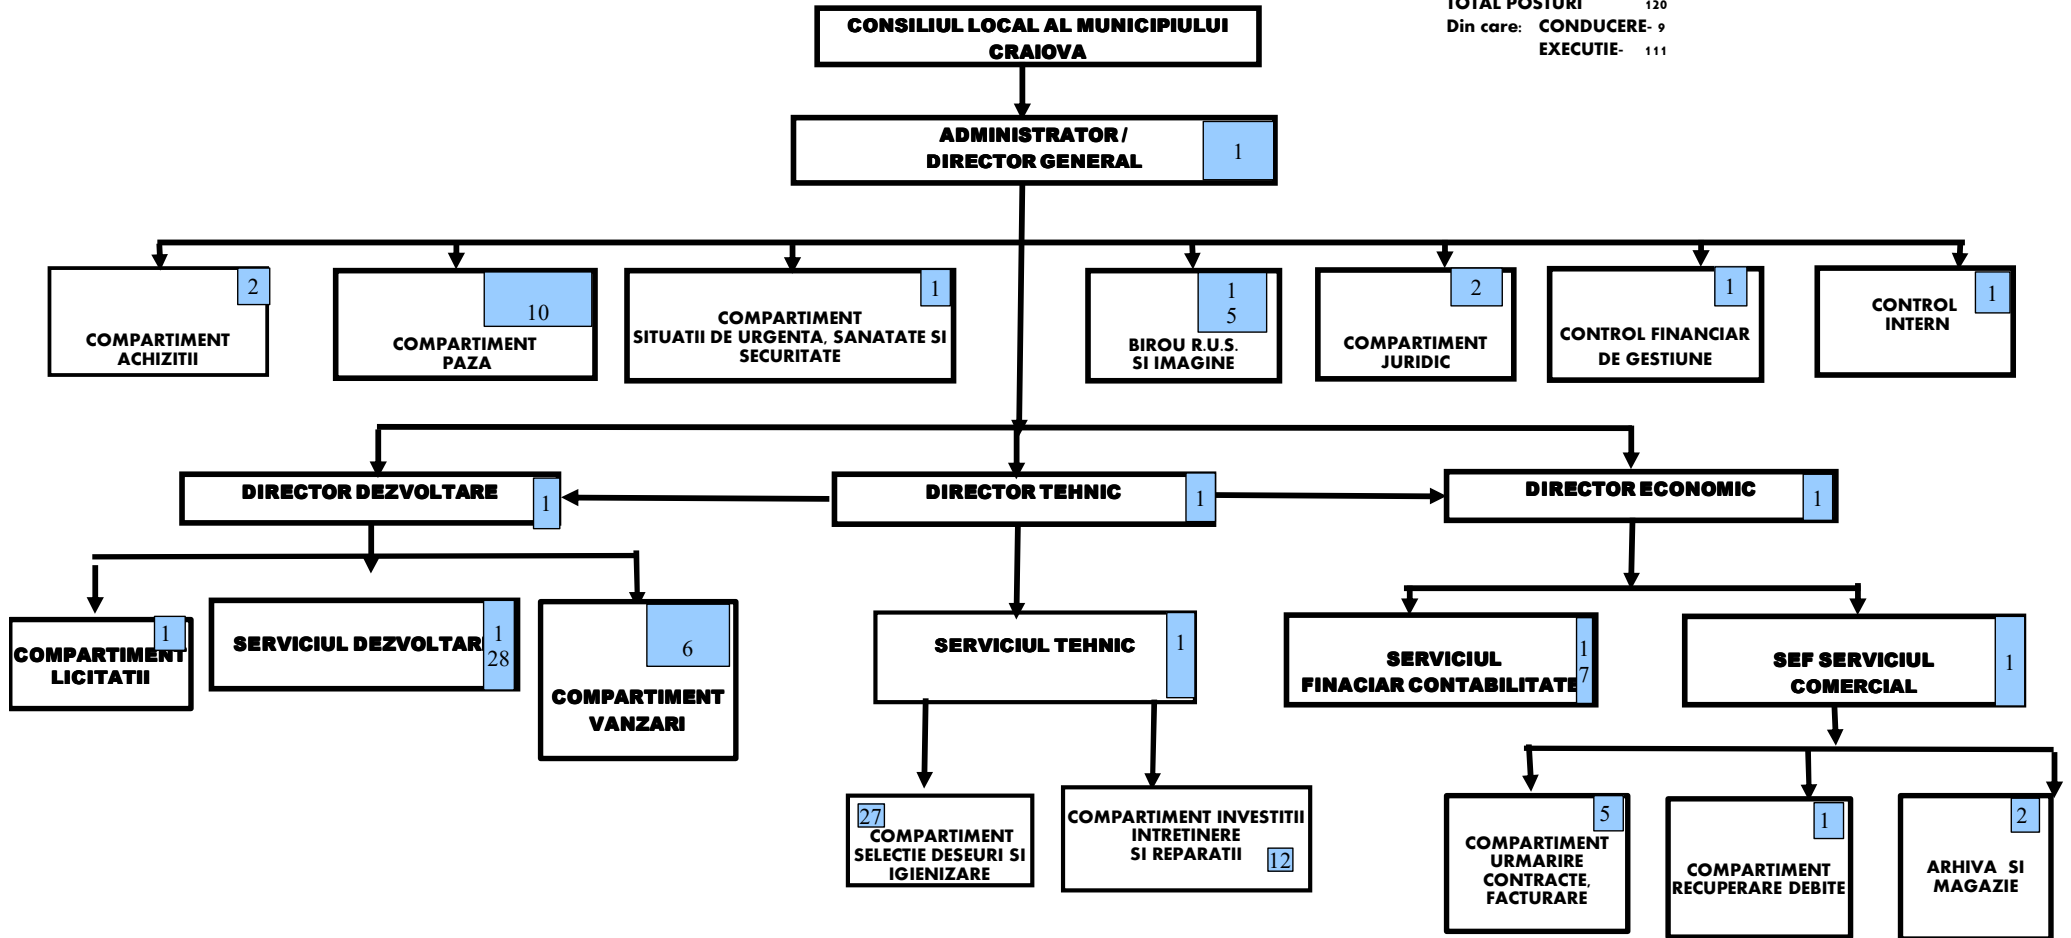 TOTAL POSTURI 120
Din care: CONDUCERE- 9
EXECUTIE- 111
CONSILIUL LOCAL AL MUNICIPIULUI
CRAIOVA
ADMINISTRATOR /
DIRECTOR GENERAL
1
2
COMPARTIMENT
ACHIZITII
10
COMPARTIMENT
PAZA
1
COMPARTIMENT
SITUATII DE URGENTA, SANATATE SI
SECURITATE
1
5
BIROU R.U.S.
SI IMAGINE
2
COMPARTIMENT
JURIDIC
1
CONTROL FINANCIAR
DE GESTIUNE
1
CONTROL
INTERN
DIRECTOR DEZVOLTARE
1
DIRECTOR TEHNIC
1
DIRECTOR ECONOMIC
1
1
COMPARTIMENT
LICITATII
SERVICIUL DEZVOLTARE
1
28
6
COMPARTIMENT
VANZARI
SERVICIUL TEHNIC
1
SERVICIUL
FINACIAR CONTABILITATE
1
7
SEF SERVICIUL
COMERCIAL
1
27
COMPARTIMENT
SELECTIE DESEURI SI
IGIENIZARE
COMPARTIMENT INVESTITII
INTRETINERE
SI REPARATII
12
5
COMPARTIMENT
URMARIRE
CONTRACTE,
FACTURARE
1
COMPARTIMENT
RECUPERARE DEBITE
2
ARHIVA SI
MAGAZIE